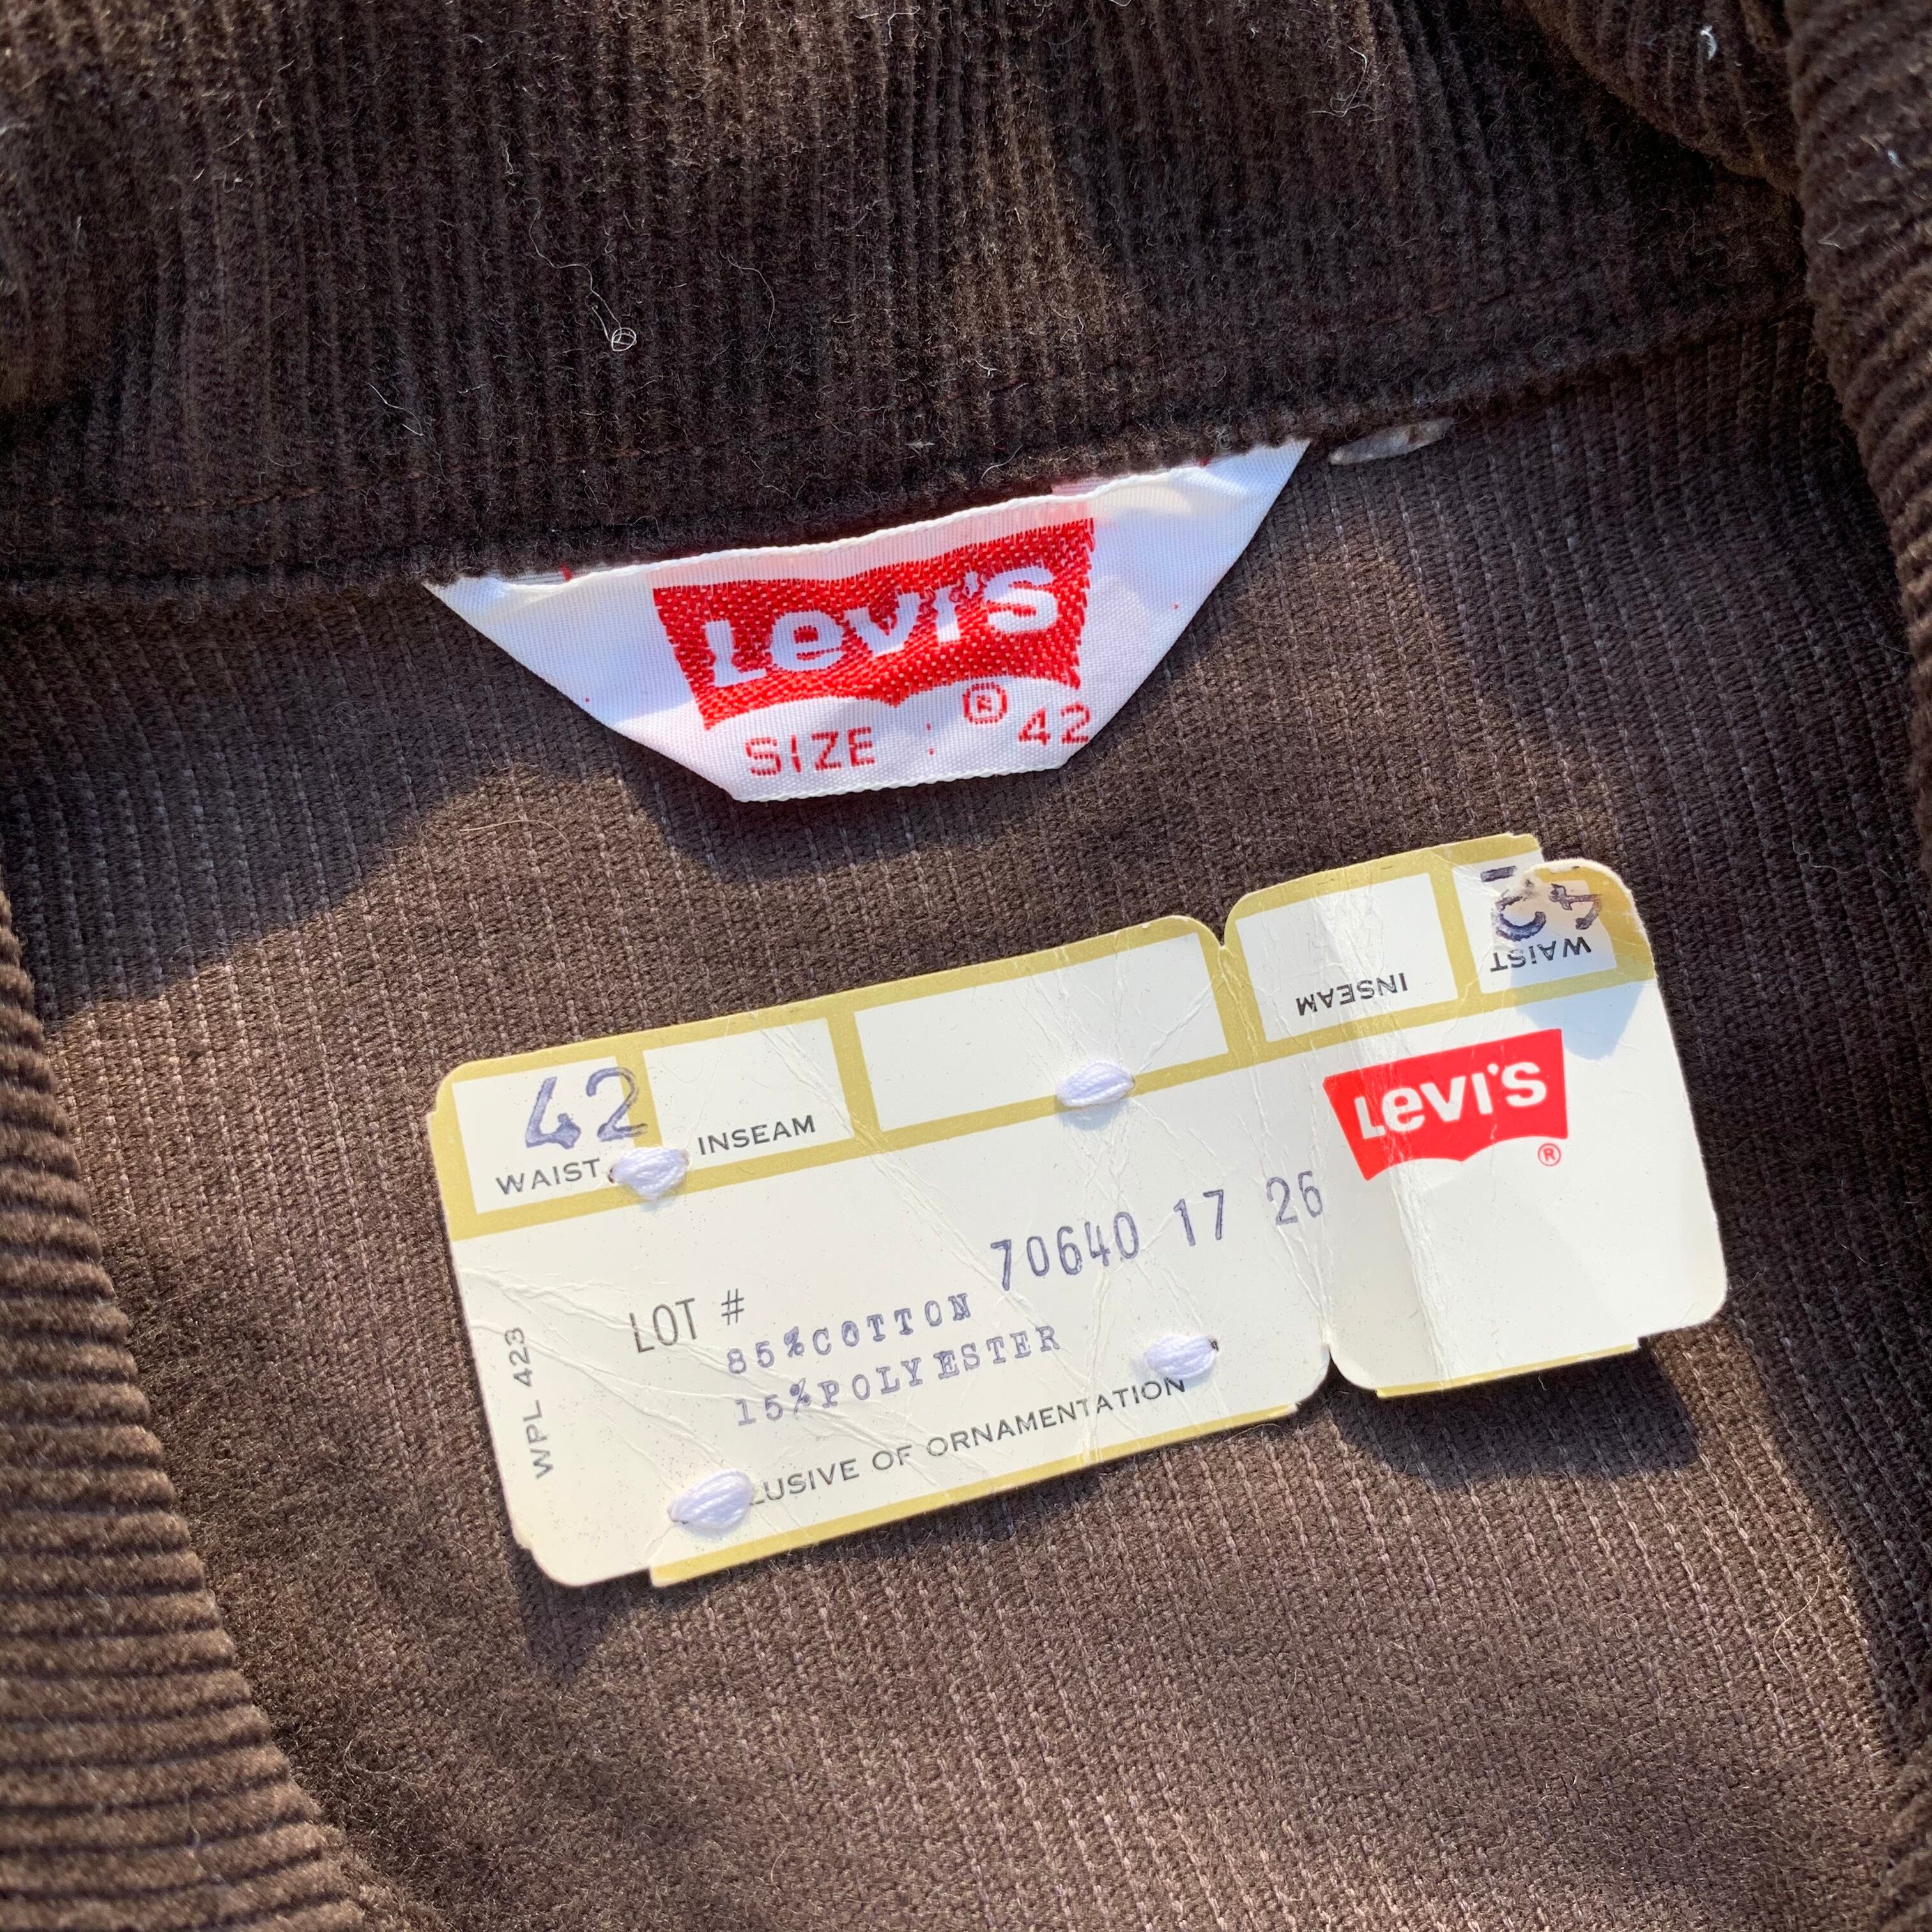 Levi's
®
SIZE : 42
42
WAIST
INSEAM
INSEAM
42
WAIST
Levi's
®
LOT # 70640 17 26
85%COTTON
15%POLYESTER
LUSIVE OF ORNAMENTATION
WPL 423